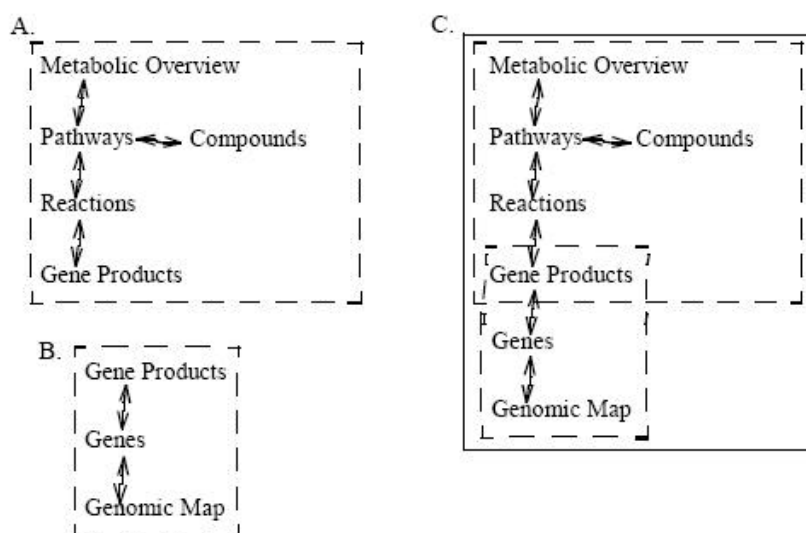 A.
Metabolic Overview
Pathways Compounds
Reactions
Gene Products
B.
Gene Products
Genes
Genomic Map
C.
Metabolic Overview
Pathways Compounds
Reactions
Gene Products
Genes
Genomic Map